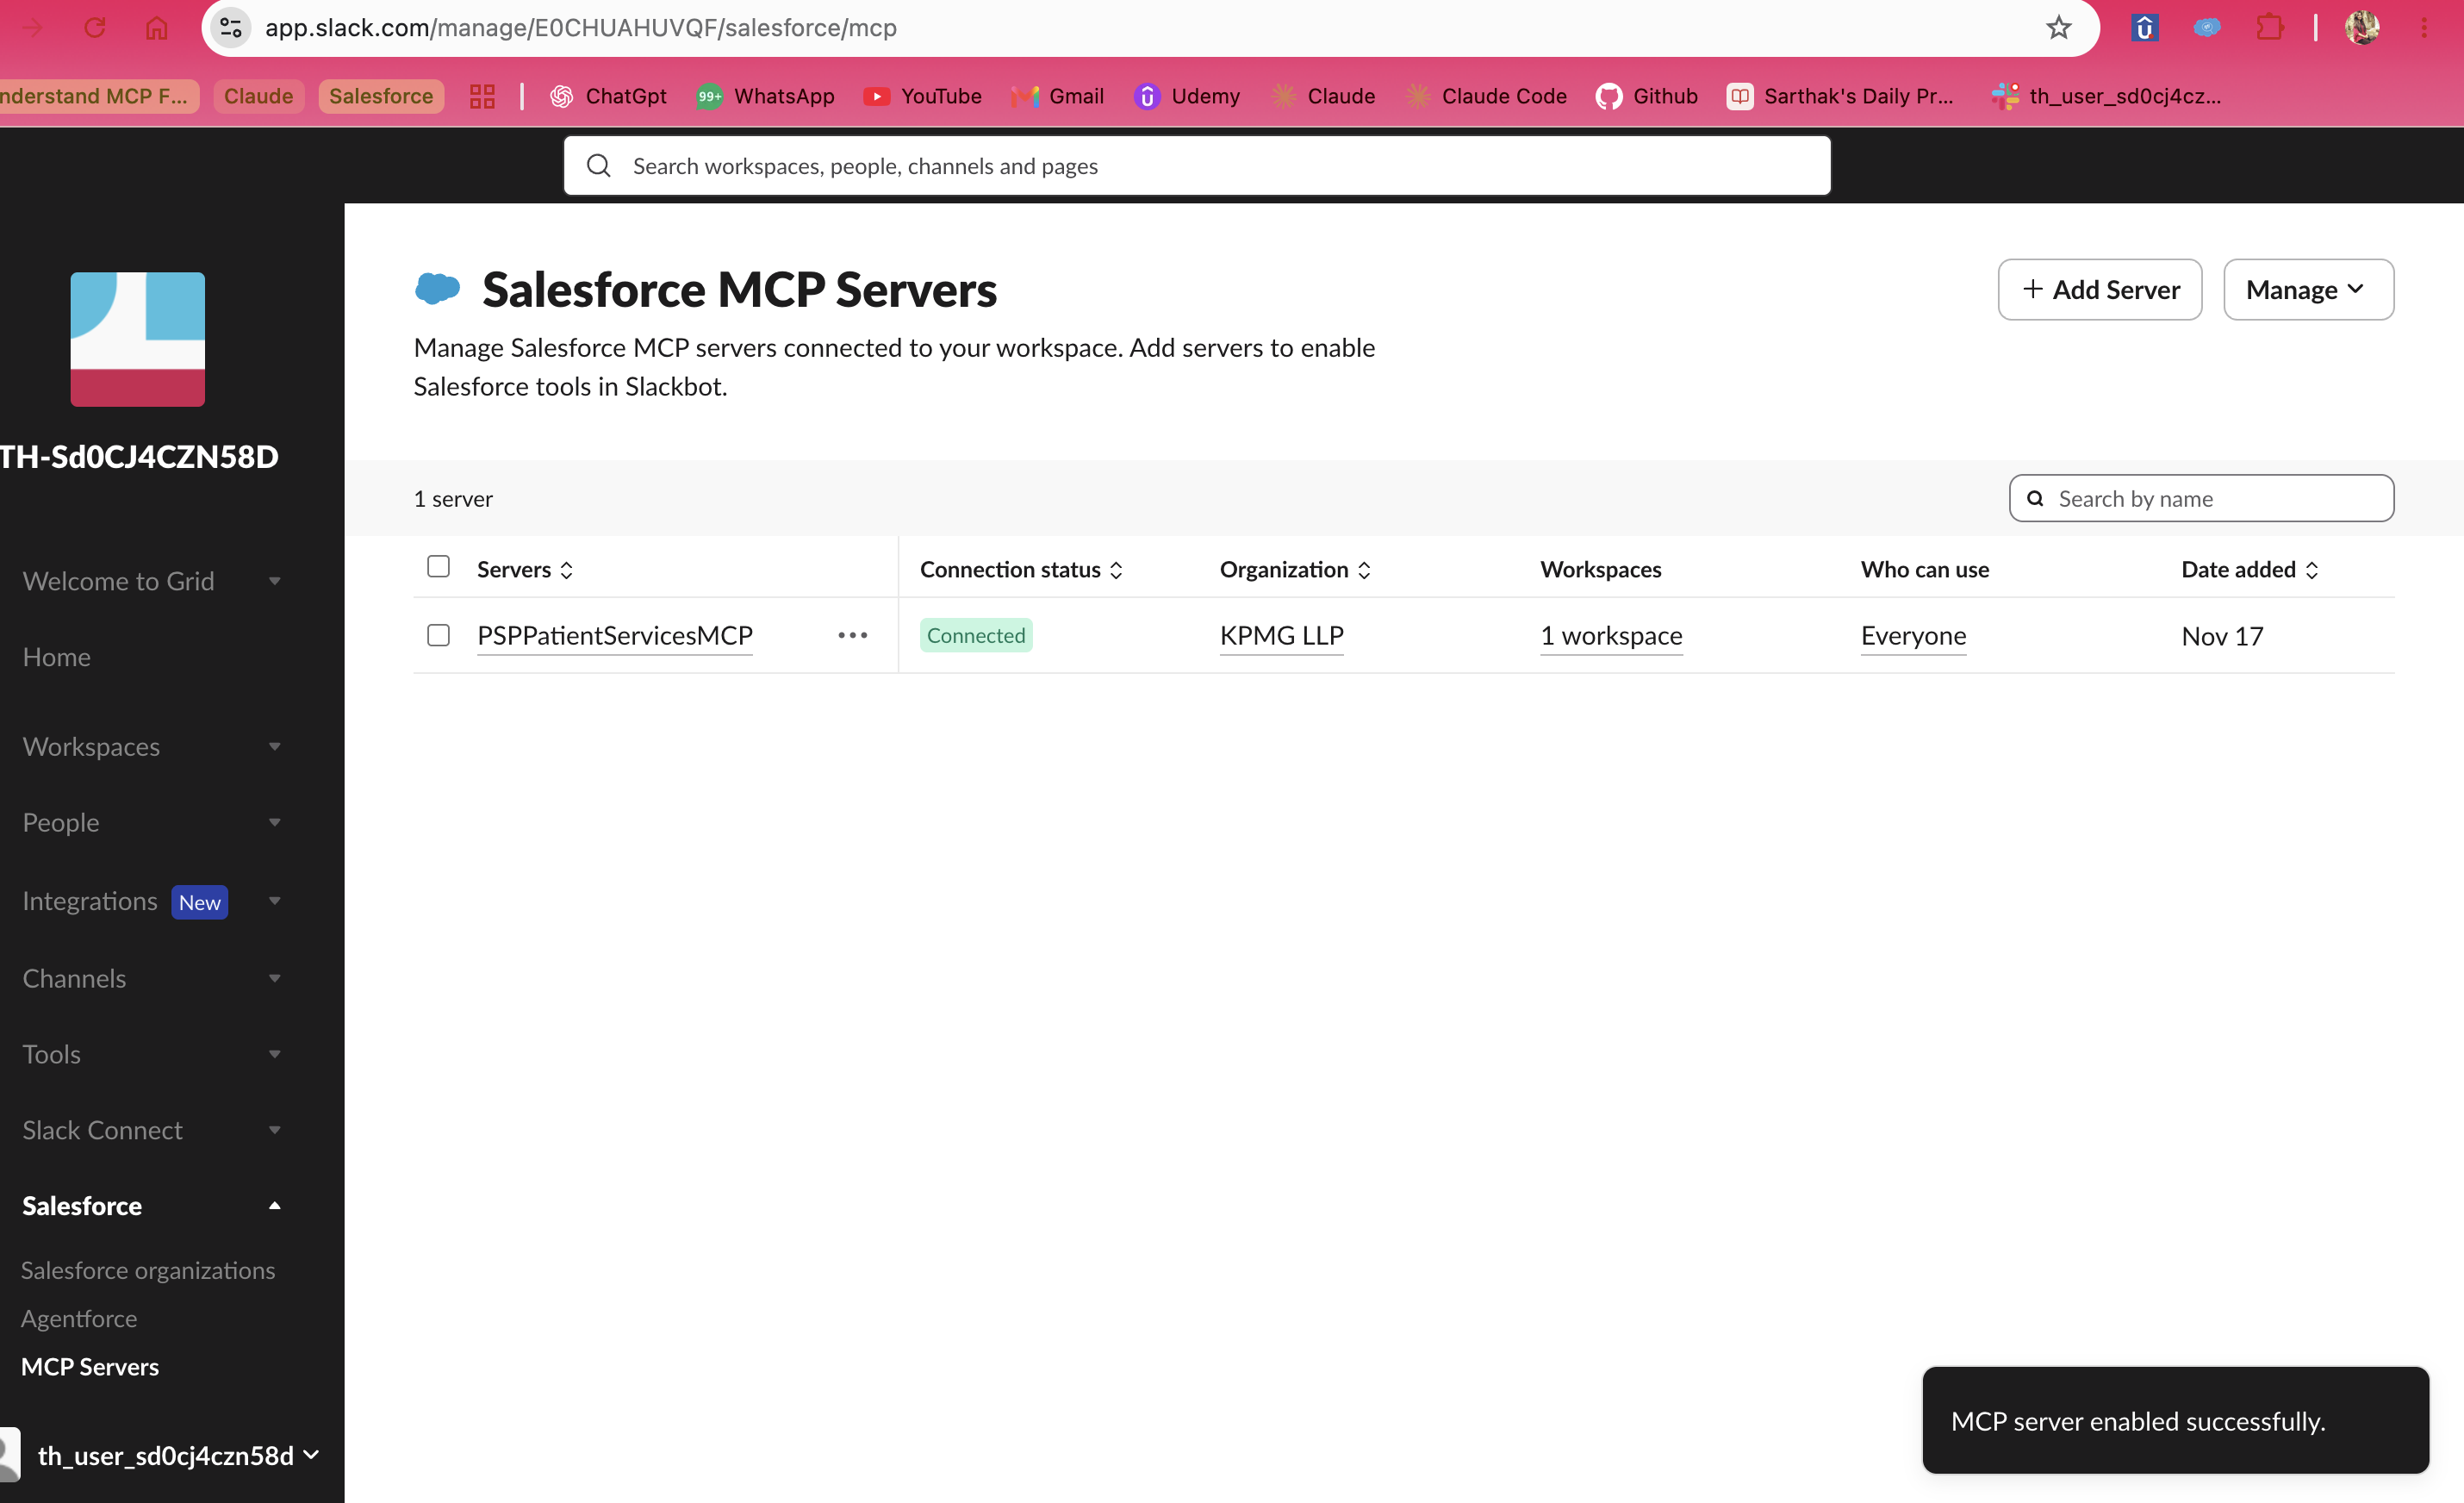 app.slack.com/manage/E0CHUAHUVQF/salesforce/mcp
nderstand MCP F... Claude Salesforce ChatGpt 99+ WhatsApp YouTube Gmail Udemy Claude Claude Code Github Sarthak's Daily Pr... th_user_sd0cj4cz...
Search workspaces, people, channels and pages
TH-Sd0CJ4CZN58D
Welcome to Grid
Home
Workspaces
People
Integrations New
Channels
Tools
Slack Connect
Salesforce
Salesforce organizations
Agentforce
MCP Servers
th_user_sd0cj4czn58d
Salesforce MCP Servers
+ Add Server
Manage
Manage Salesforce MCP servers connected to your workspace. Add servers to enable
Salesforce tools in Slackbot.
1 server
Search by name
Servers Connection status Organization Workspaces Who can use Date added
PSPPatientServicesMCP Connected KPMG LLP 1 workspace Everyone Nov 17
MCP server enabled successfully.